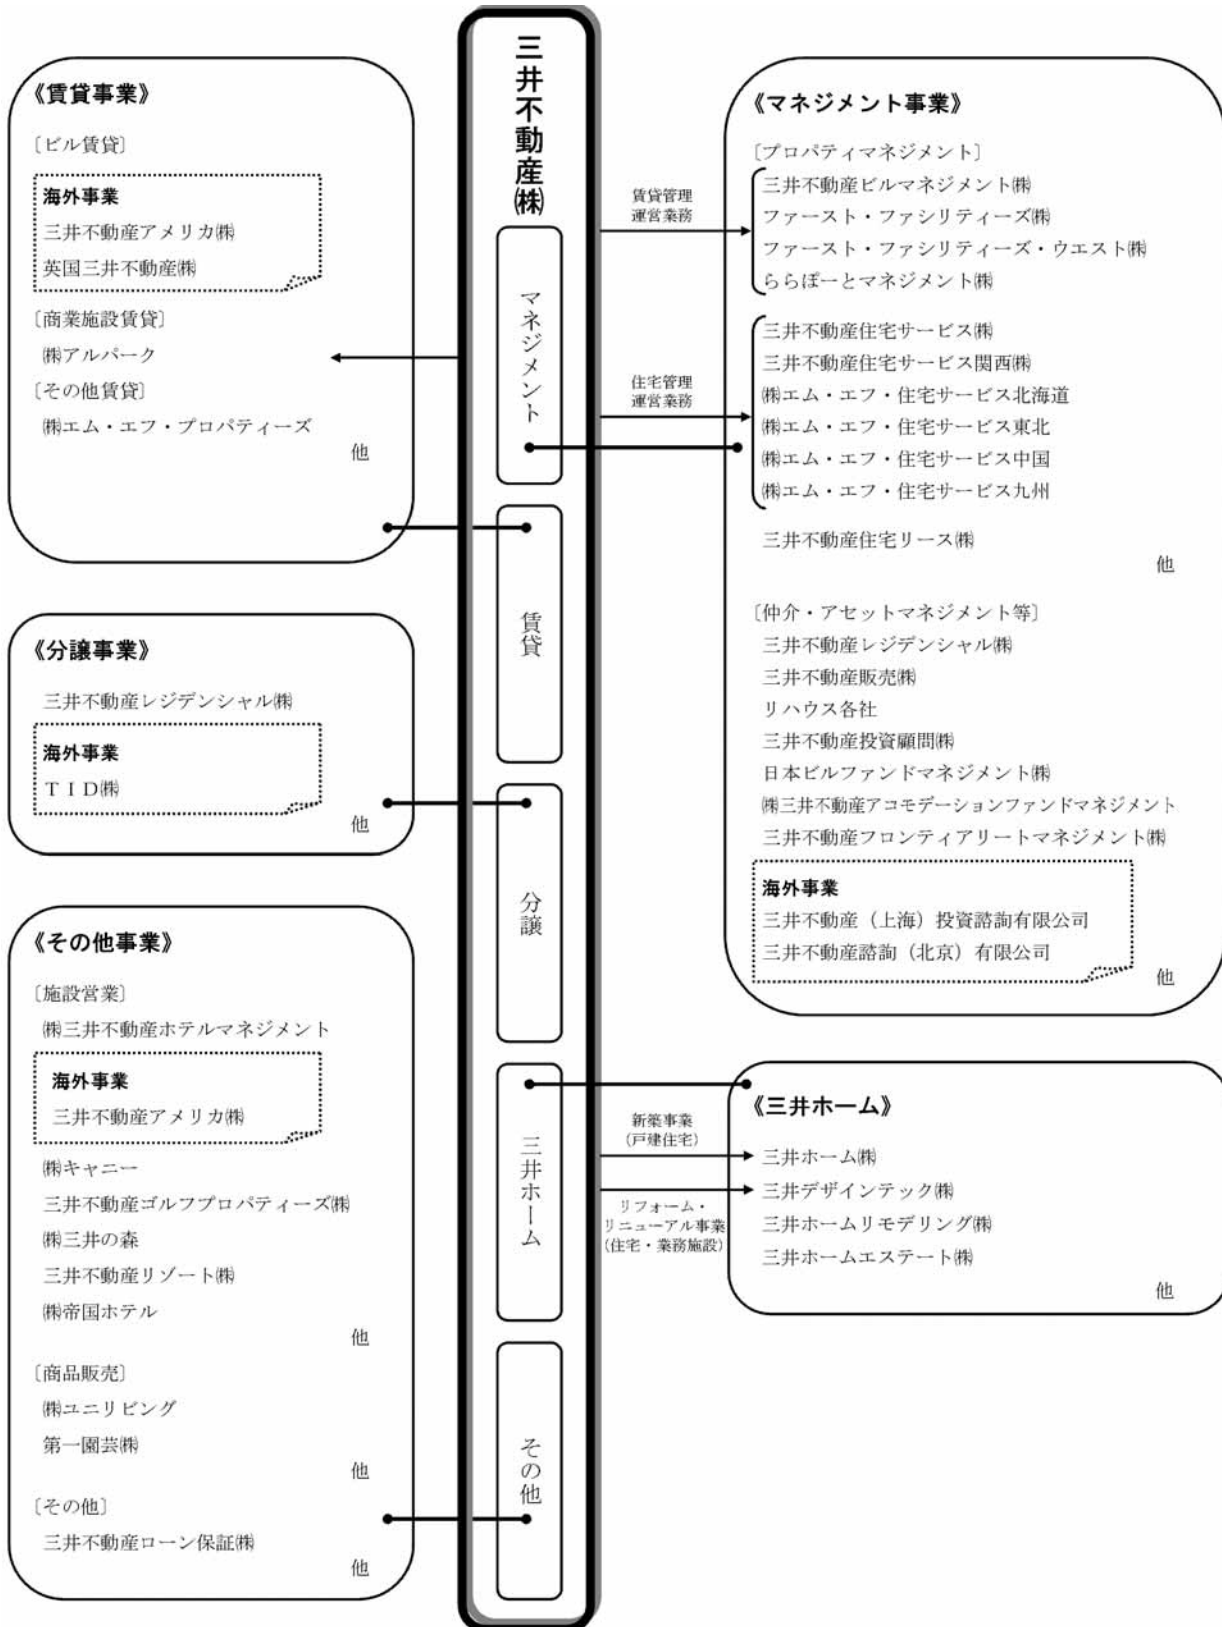 三井不動産㈱
マネジメント
賃貸
分譲
三井ホーム
その他
《賃貸事業》
〔ビル賃貸〕
海外事業
三井不動産アメリカ㈱
英国三井不動産㈱
〔商業施設賃貸〕
㈱アルパーク
〔その他賃貸〕
㈱エム・エフ・プロパティーズ
他
《分譲事業》
三井不動産レジデンシャル㈱
海外事業
ＴＩＤ㈱
他
《その他事業》
〔施設営業〕
㈱三井不動産ホテルマネジメント
海外事業
三井不動産アメリカ㈱
㈱キャニー
三井不動産ゴルフプロパティーズ㈱
㈱三井の森
三井不動産リゾート㈱
㈱帝国ホテル
他
〔商品販売〕
㈱ユニリビング
第一園芸㈱
他
〔その他〕
三井不動産ローン保証㈱
他
賃貸管理
運営業務
住宅管理
運営業務
新築事業
(戸建住宅)
リフォーム・
リニューアル事業
(住宅・業務施設)
《マネジメント事業》
〔プロパティマネジメント〕
三井不動産ビルマネジメント㈱
ファースト・ファシリティーズ㈱
ファースト・ファシリティーズ・ウエスト㈱
ららぽーとマネジメント㈱
三井不動産住宅サービス㈱
三井不動産住宅サービス関西㈱
㈱エム・エフ・住宅サービス北海道
㈱エム・エフ・住宅サービス東北
㈱エム・エフ・住宅サービス中国
㈱エム・エフ・住宅サービス九州
三井不動産住宅リース㈱
他
〔仲介・アセットマネジメント等〕
三井不動産レジデンシャル㈱
三井不動産販売㈱
リハウス各社
三井不動産投資顧問㈱
日本ビルファンドマネジメント㈱
㈱三井不動産アコモデーションファンドマネジメント
三井不動産フロンティアリートマネジメント㈱
海外事業
三井不動産（上海）投資諮詢有限公司
三井不動産諮詢（北京）有限公司
他
《三井ホーム》
三井ホーム㈱
三井デザインテック㈱
三井ホームリモデリング㈱
三井ホームエステート㈱
他